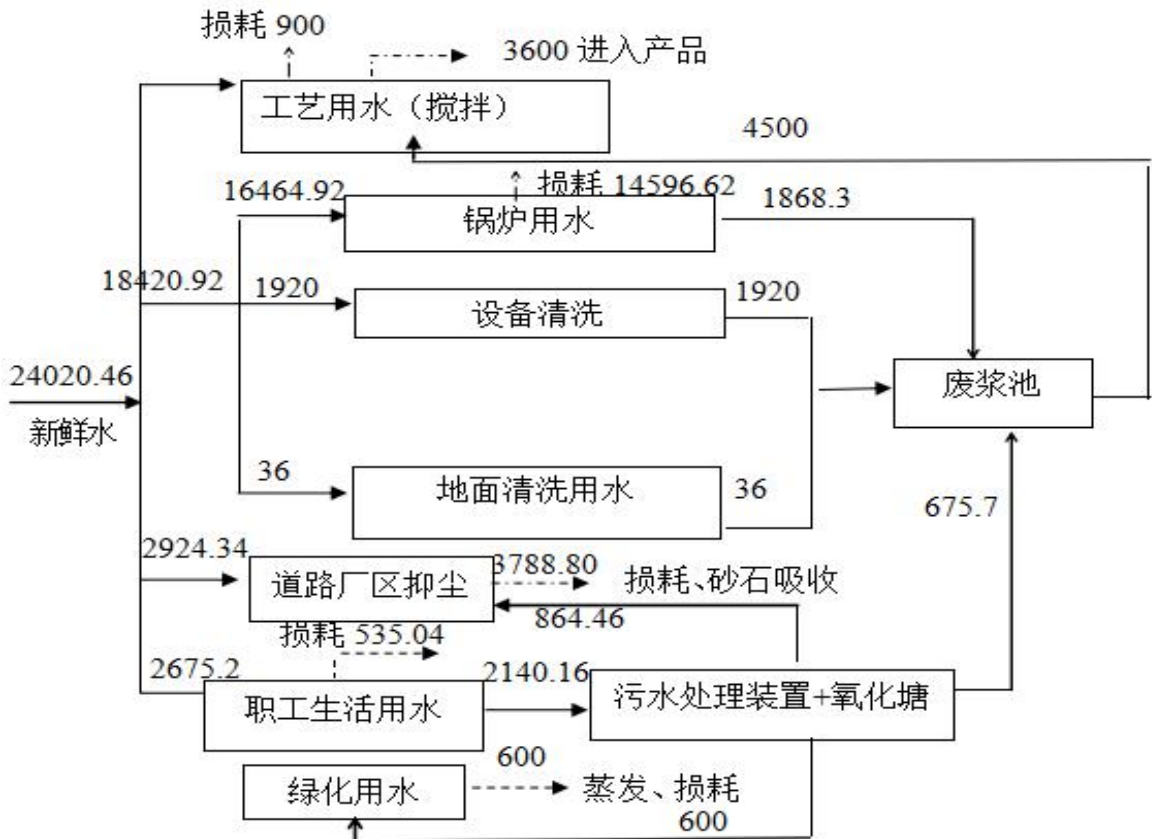 损耗 900
3600 进入产品
工艺用水（搅拌）
4500
16464.92
损耗 14596.62
1868.3
锅炉用水
18420.92
1920
设备清洗
1920
24020.46
新鲜水
废浆池
36
地面清洗用水
36
675.7
2924.34
道路厂区抑尘
3788.80
损耗、砂石吸收
864.46
损耗 535.04
2675.2
职工生活用水
2140.16
污水处理装置+氧化塘
600
绿化用水
蒸发、损耗
600